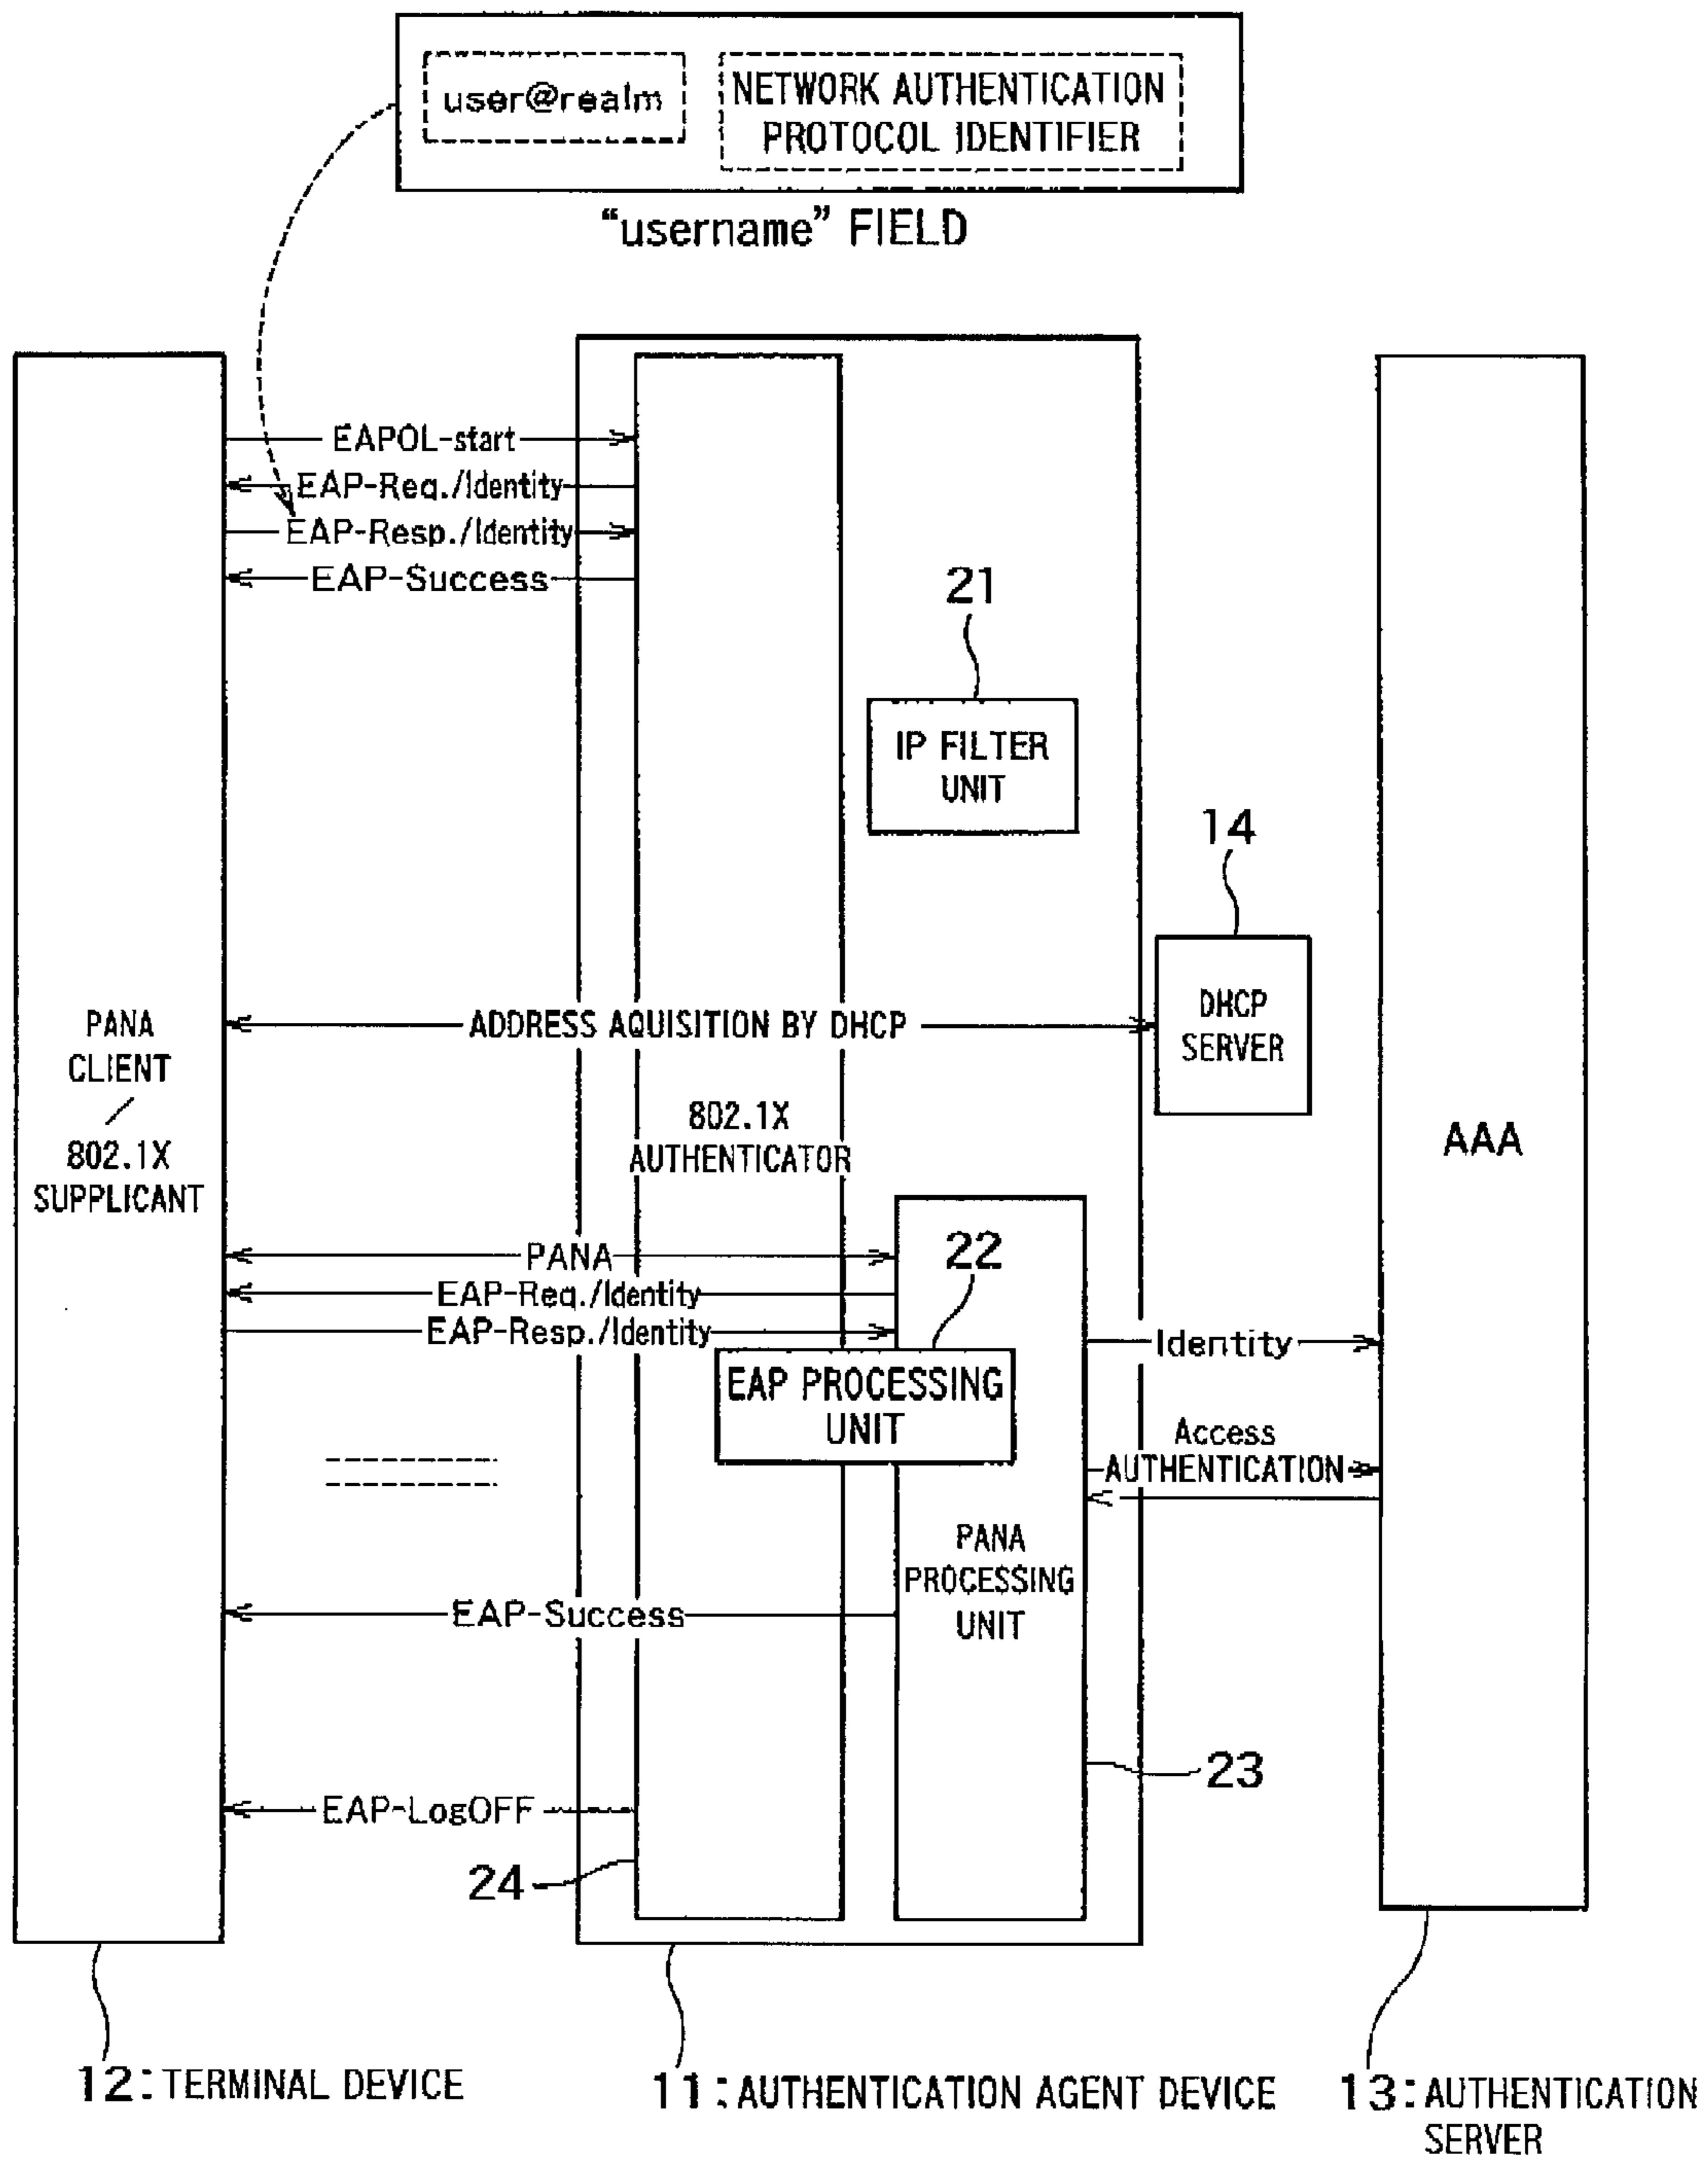 user@realm
NETWORK AUTHENTICATION
PROTOCOL IDENTIFIER
“username” FIELD
EAPOL-start
EAP-Req./Identity
EAP-Resp./Identity
EAP-Success
21
IP FILTER
UNIT
14
DHCP
SERVER
ADDRESS AQUISITION BY DHCP
PANA
CLIENT
/
802.1X
SUPPLICANT
802.1X
AUTHENTICATOR
AAA
PANA
22
EAP-Req./Identity
EAP-Resp./Identity
Identity
EAP PROCESSING
UNIT
Access
AUTHENTICATION
PANA
PROCESSING
UNIT
EAP-Success
23
EAP-LogOFF
24
12: TERMINAL DEVICE
11: AUTHENTICATION AGENT DEVICE
13: AUTHENTICATION
SERVER